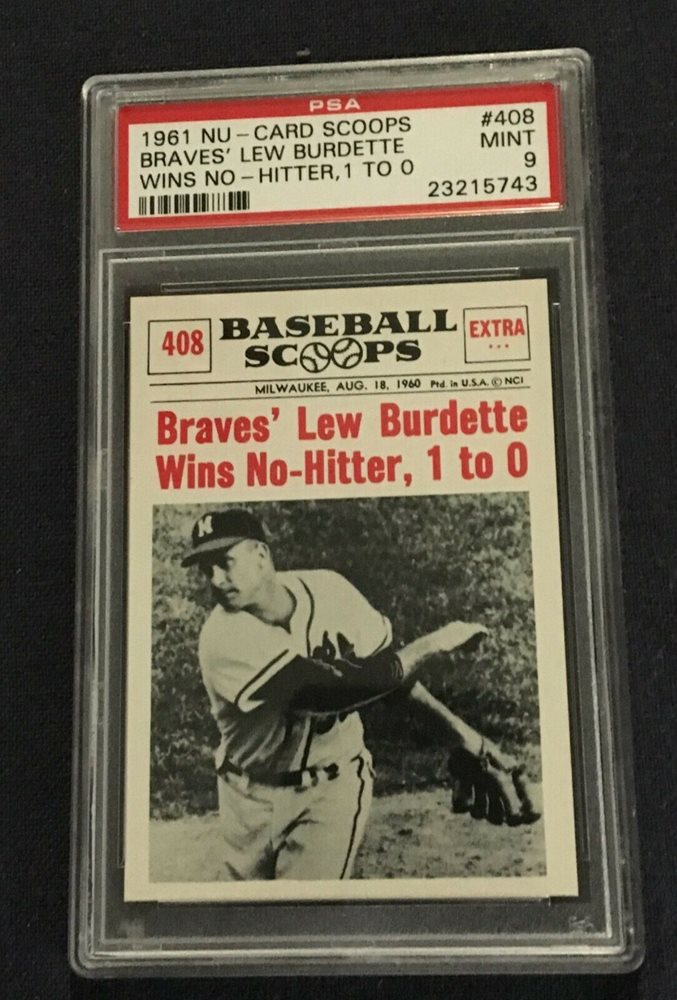 PSA
1961 NU-CARD SCOOPS #408
BRAVES' LEW BURDETTE MINT
WINS NO-HITTER, 1 TO 0 9
23215743
408 BASEBALL EXTRA
SCOOPS ...
MILWAUKEE, AUG. 18, 1960 Ptd. in U.S.A. © NCI
Braves' Lew Burdette
Wins No-Hitter, 1 to 0
M